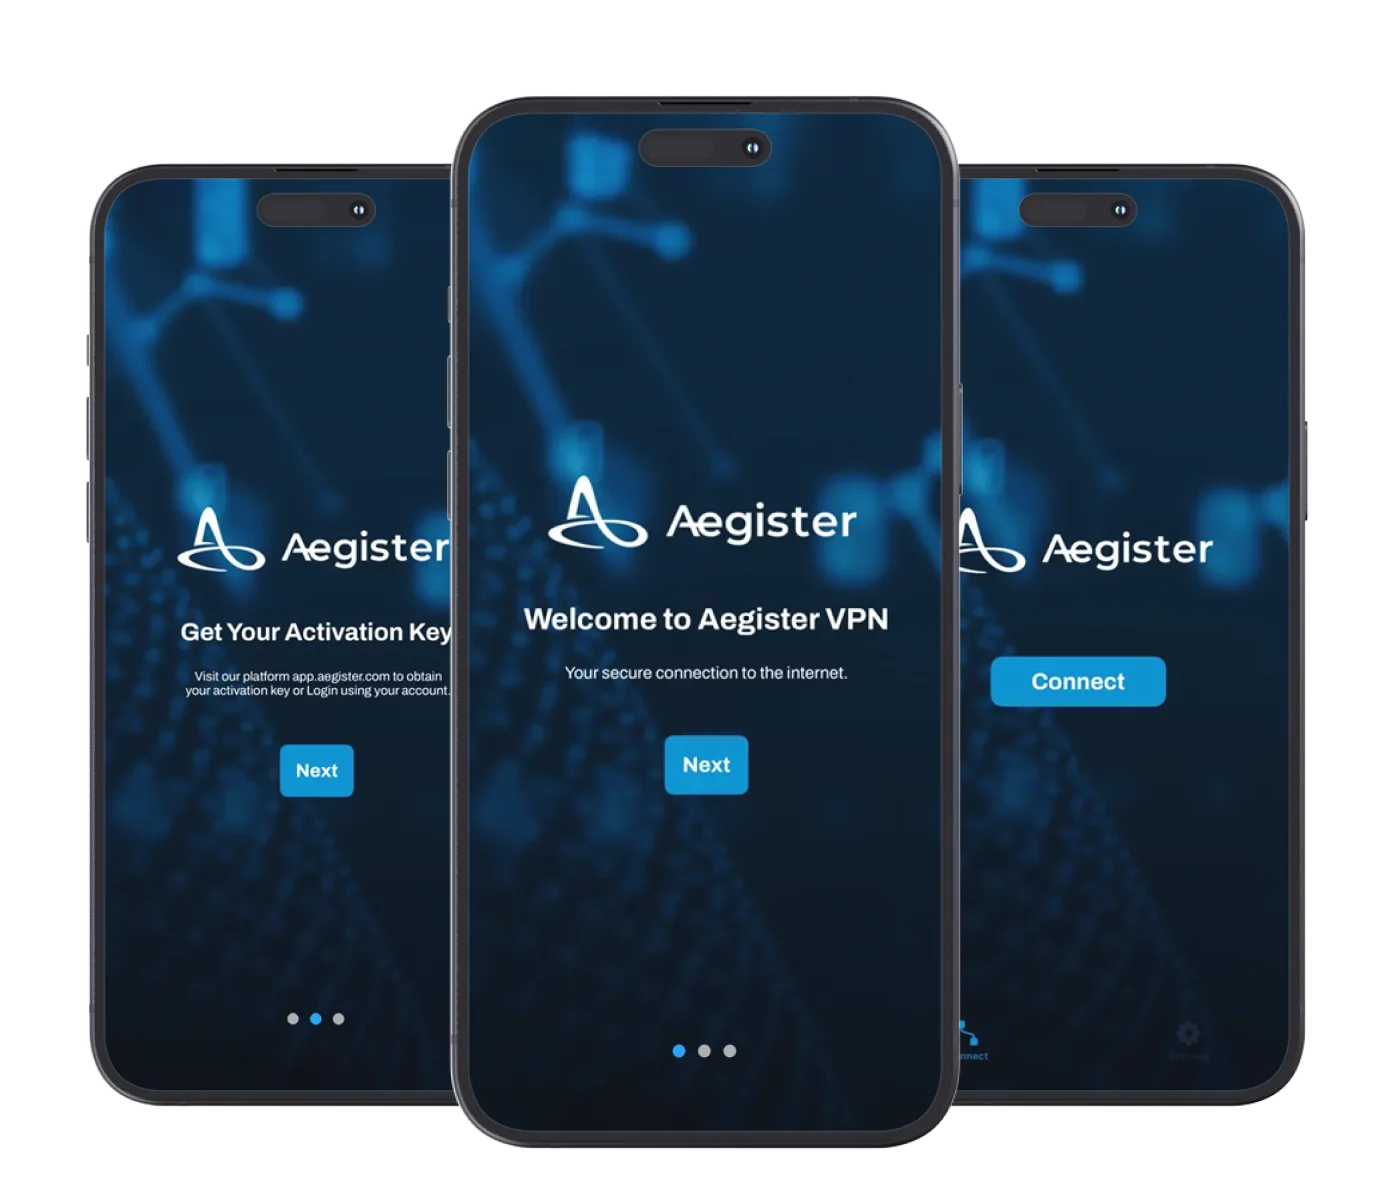 Aegister
Get Your Activation Key
Visit our platform app.aegister.com to obtain
your activation key or Login using your account.
Next
Aegister
Welcome to Aegister VPN
Your secure connection to the internet.
Next
Aegister
Connect
nnect